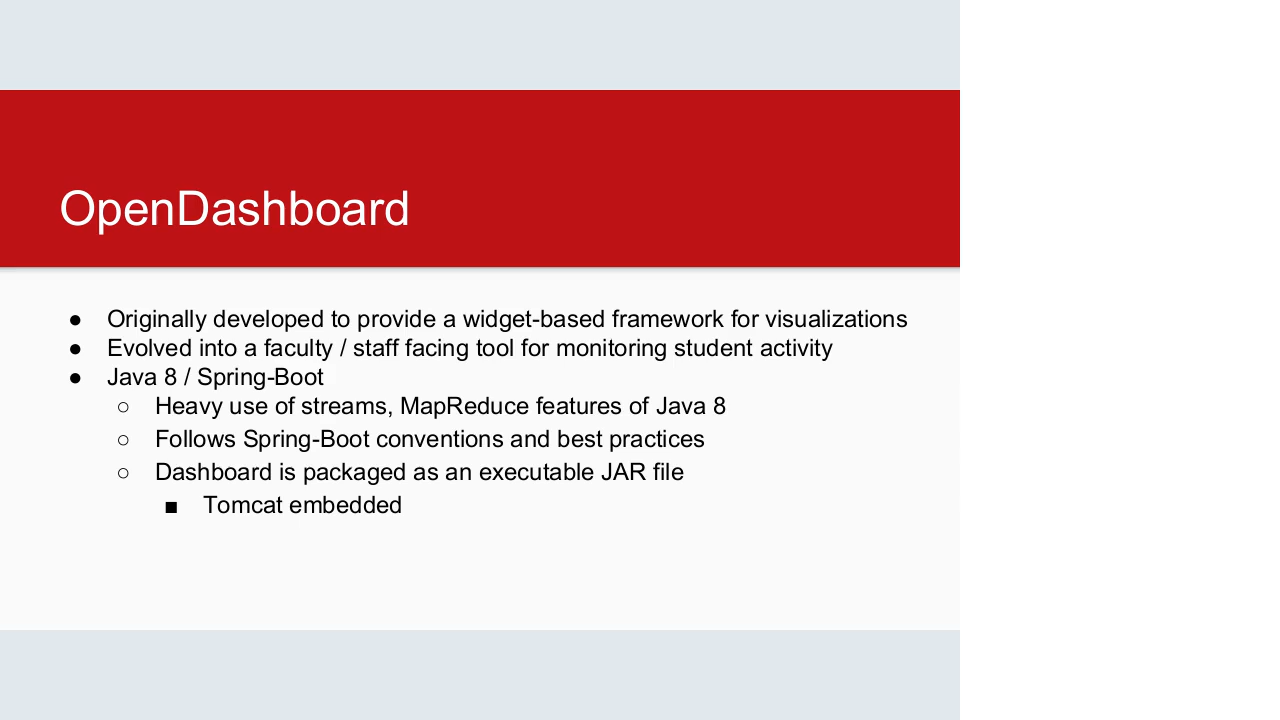 OpenDashboard
● Originally developed to provide a widget-based framework for visualizations
● Evolved into a faculty / staff facing tool for monitoring student activity
● Java 8 / Spring-Boot
○ Heavy use of streams, MapReduce features of Java 8
○ Follows Spring-Boot conventions and best practices
○ Dashboard is packaged as an executable JAR file
■ Tomcat embedded